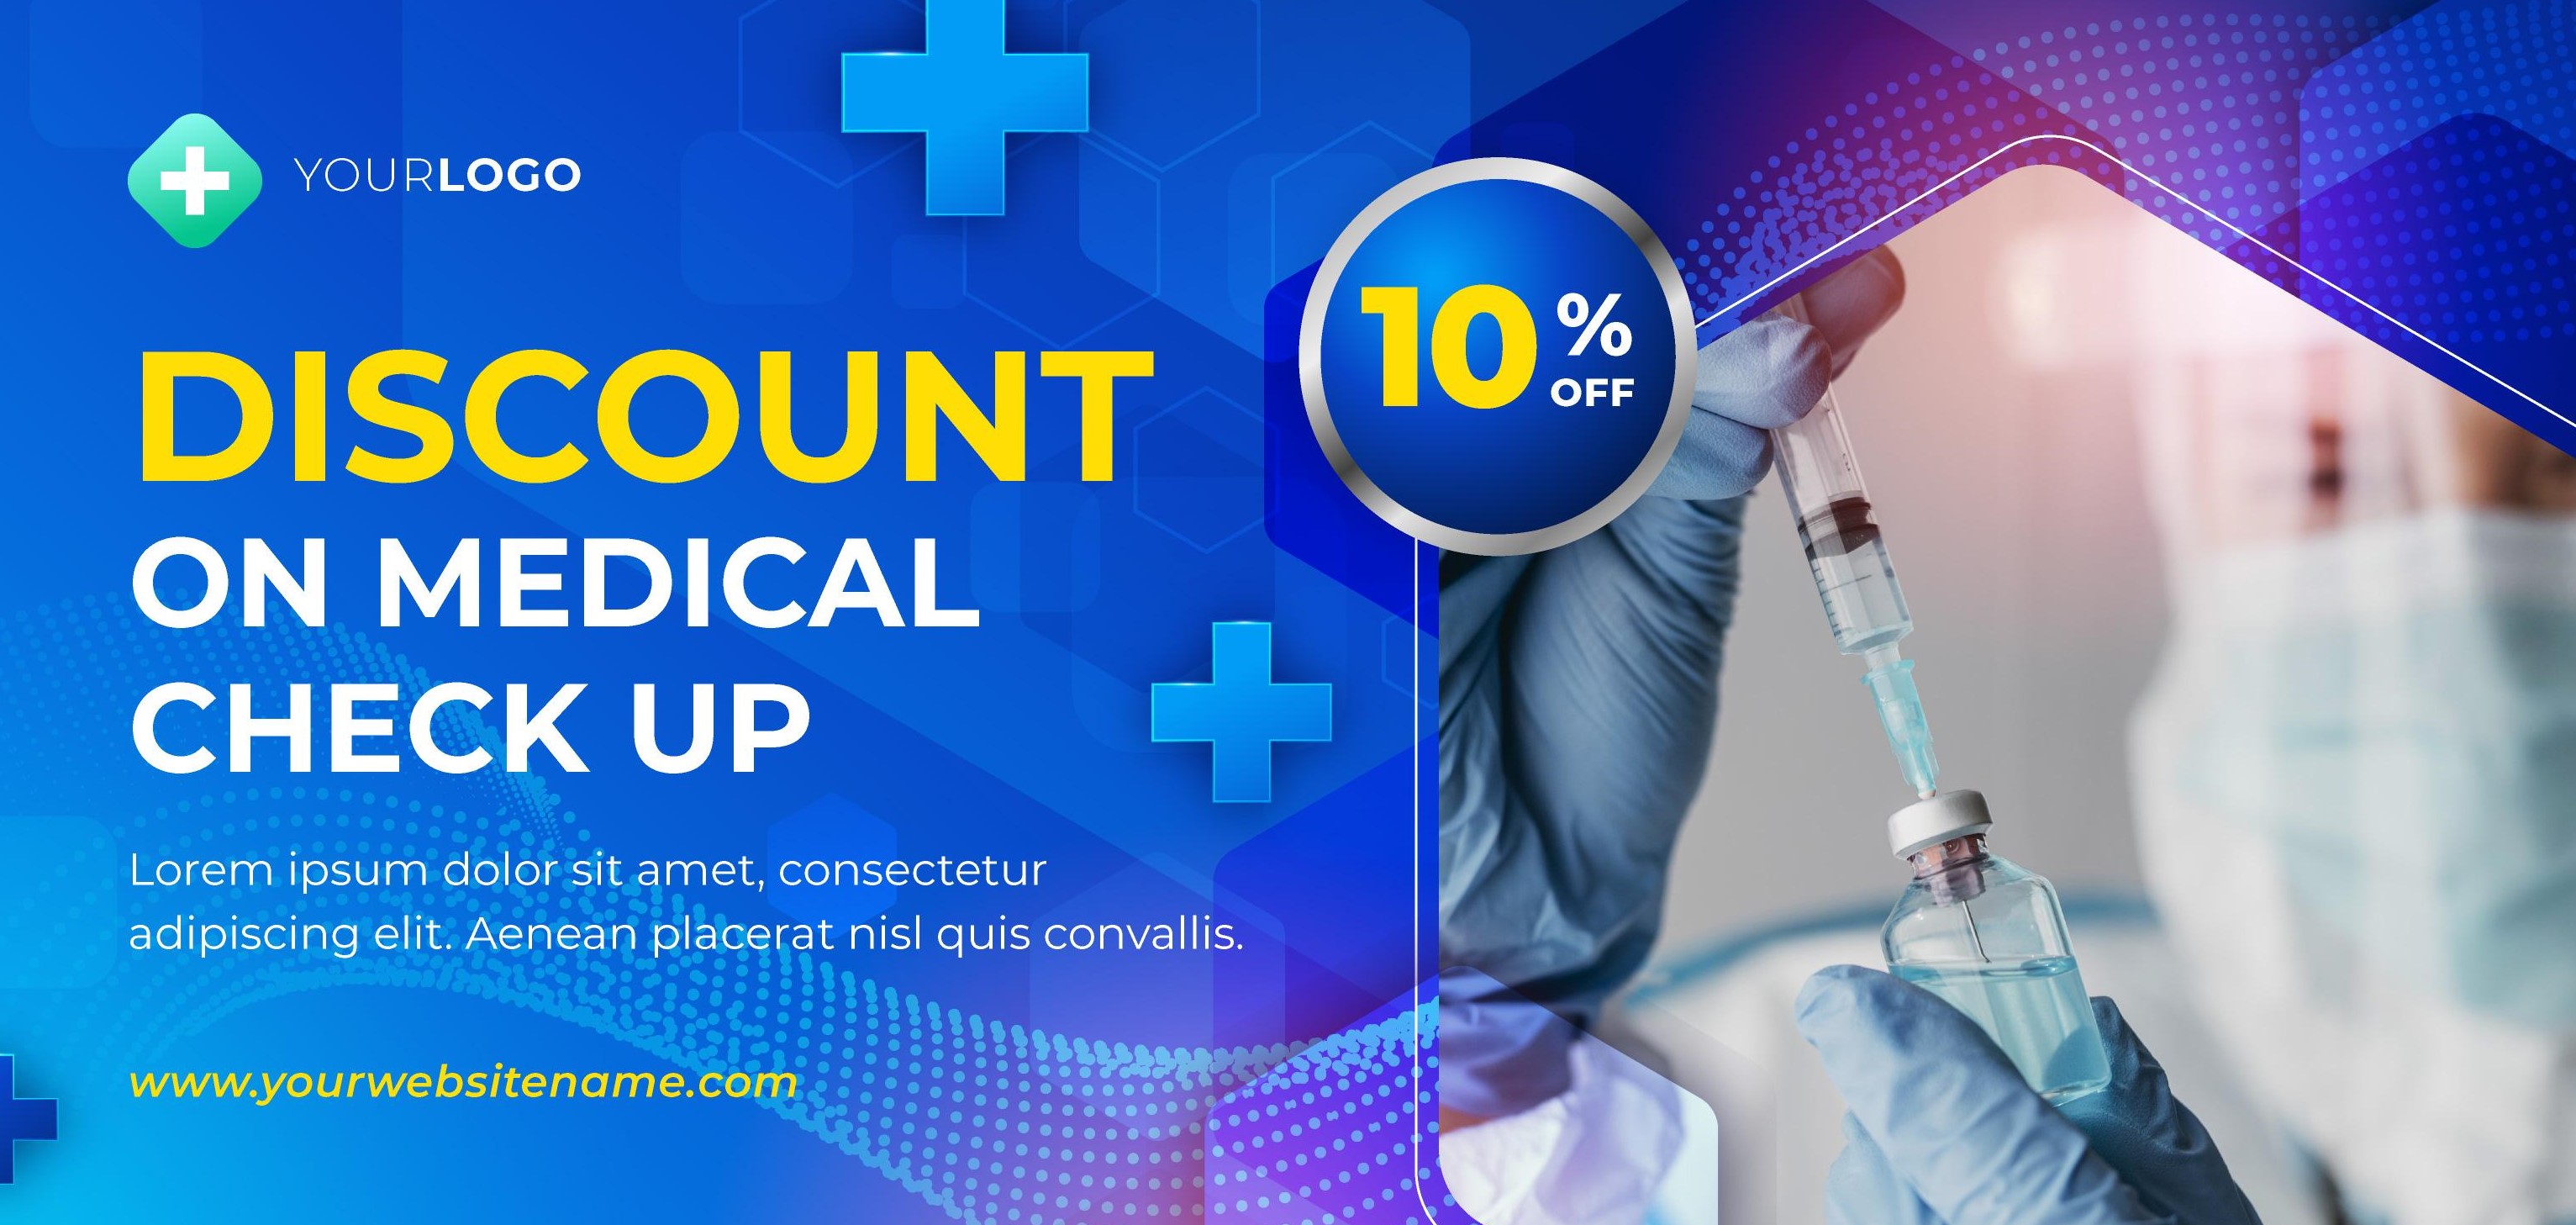 YOURLOGO
DISCOUNT
ON MEDICAL
CHECK UP
Lorem ipsum dolor sit amet, consectetur
adipiscing elit. Aenean placerat nisl quis convallis.
www.yourwebsitename.com
10%
OFF